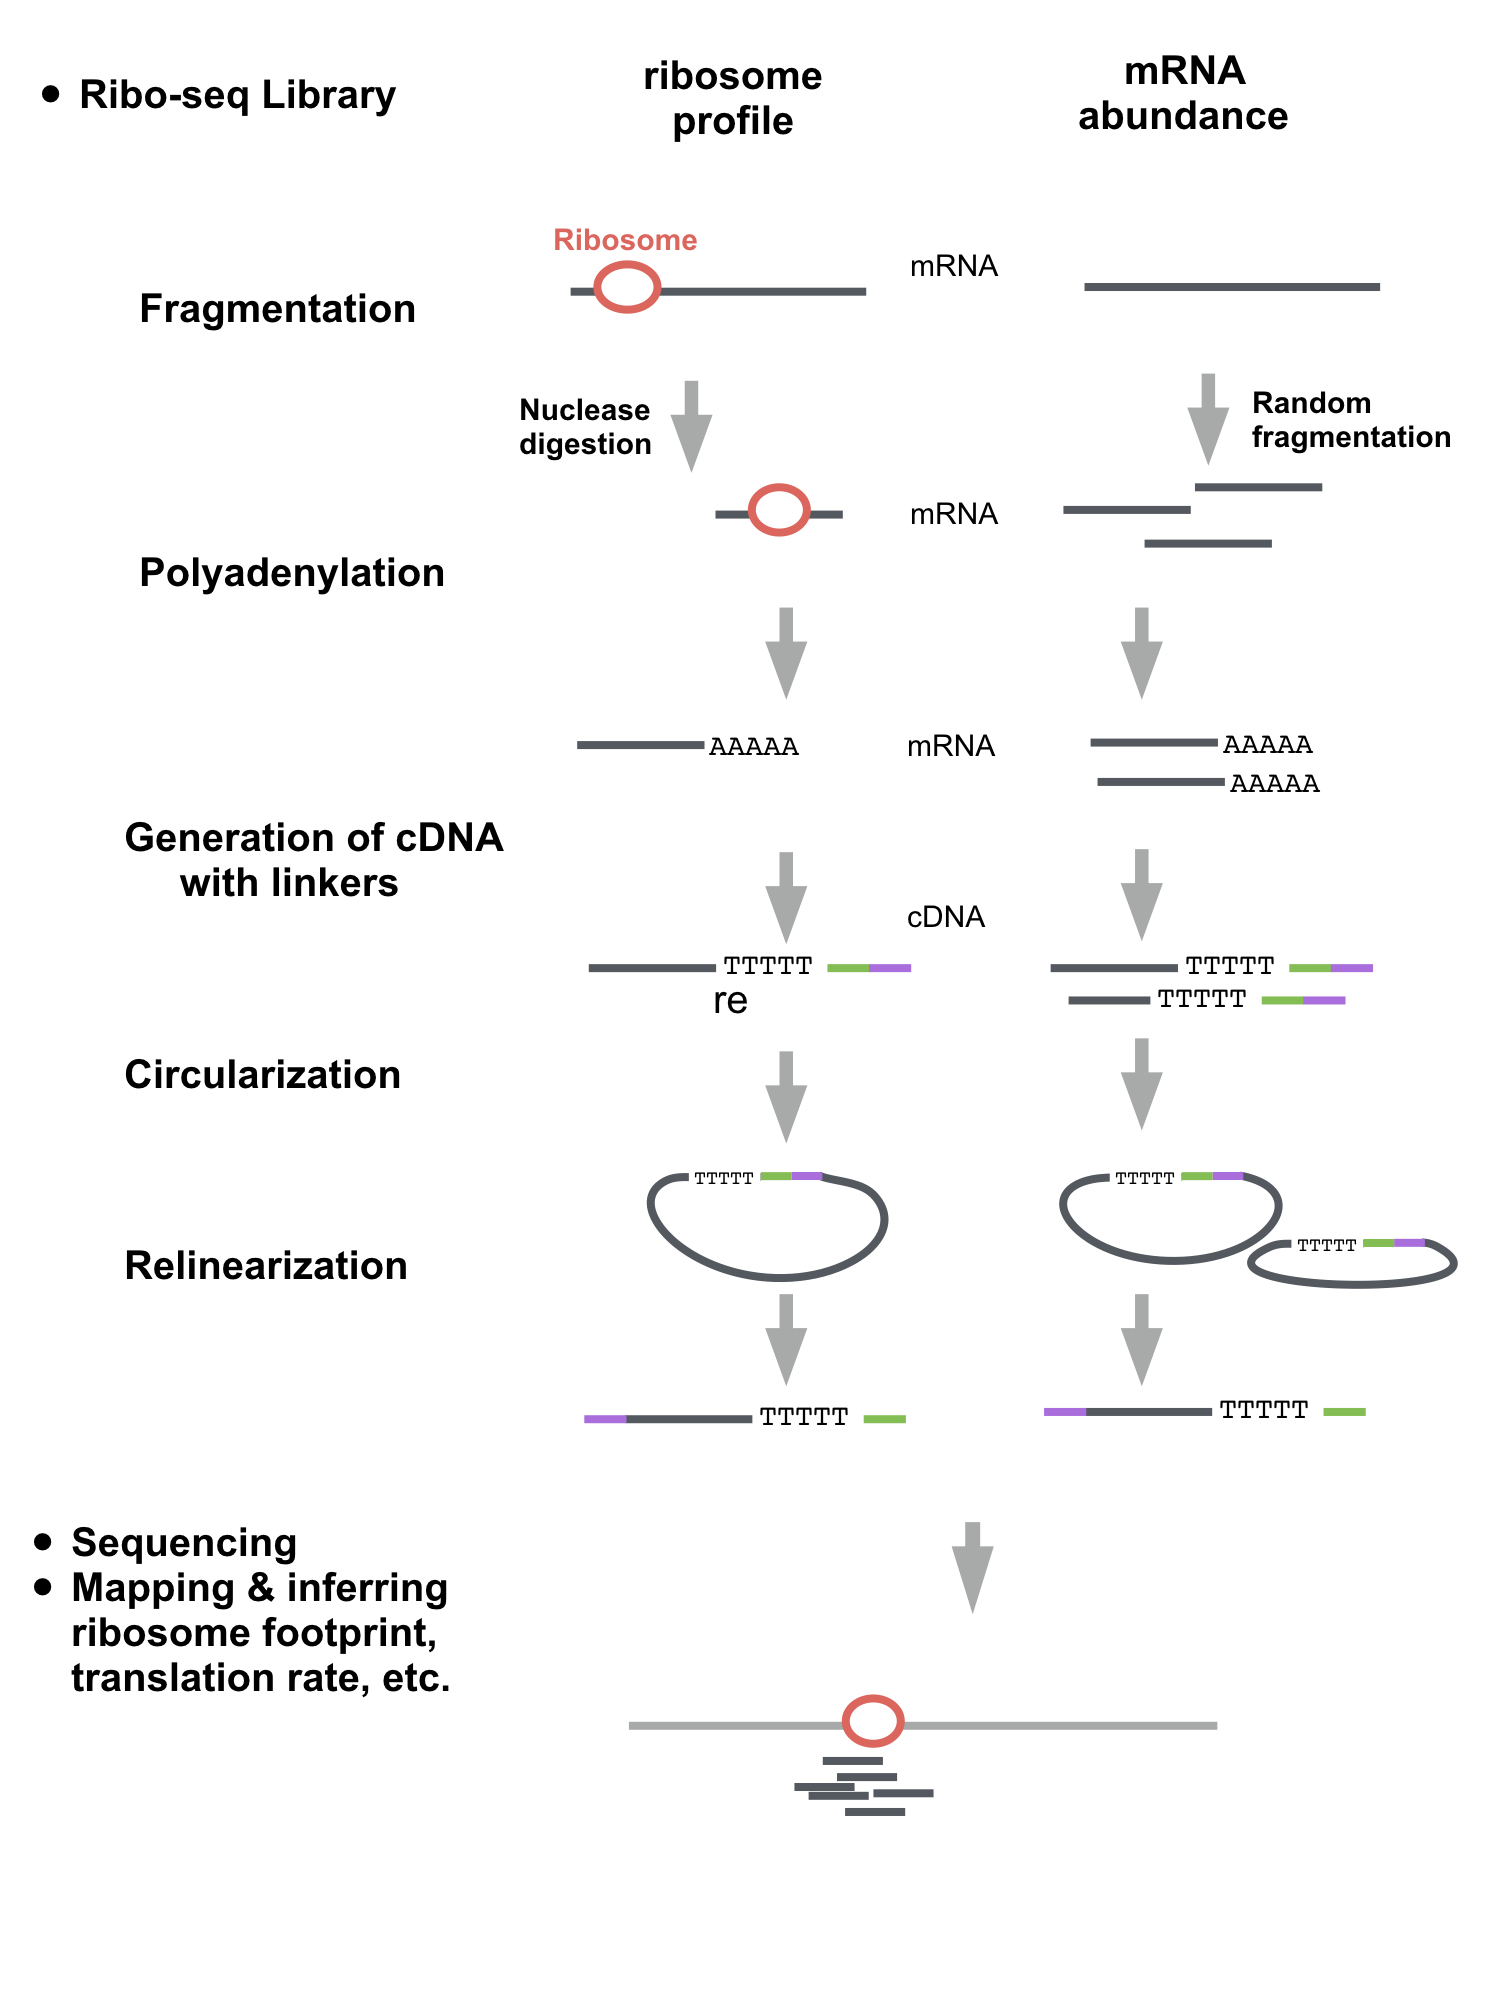 • Ribo-seq Library
ribosome
profile
mRNA
abundance
Ribosome
mRNA
Fragmentation
Nuclease
digestion
Random
fragmentation
mRNA
Polyadenylation
AAAAA
mRNA
AAAAA
AAAAA
Generation of cDNA
with linkers
cDNA
TTTTT
TTTTT
re
TTTTT
Circularization
TTTTT
TTTTT
TTTTT
Relinearization
TTTTT
TTTTT
• Sequencing
• Mapping & inferring
ribosome footprint,
translation rate, etc.